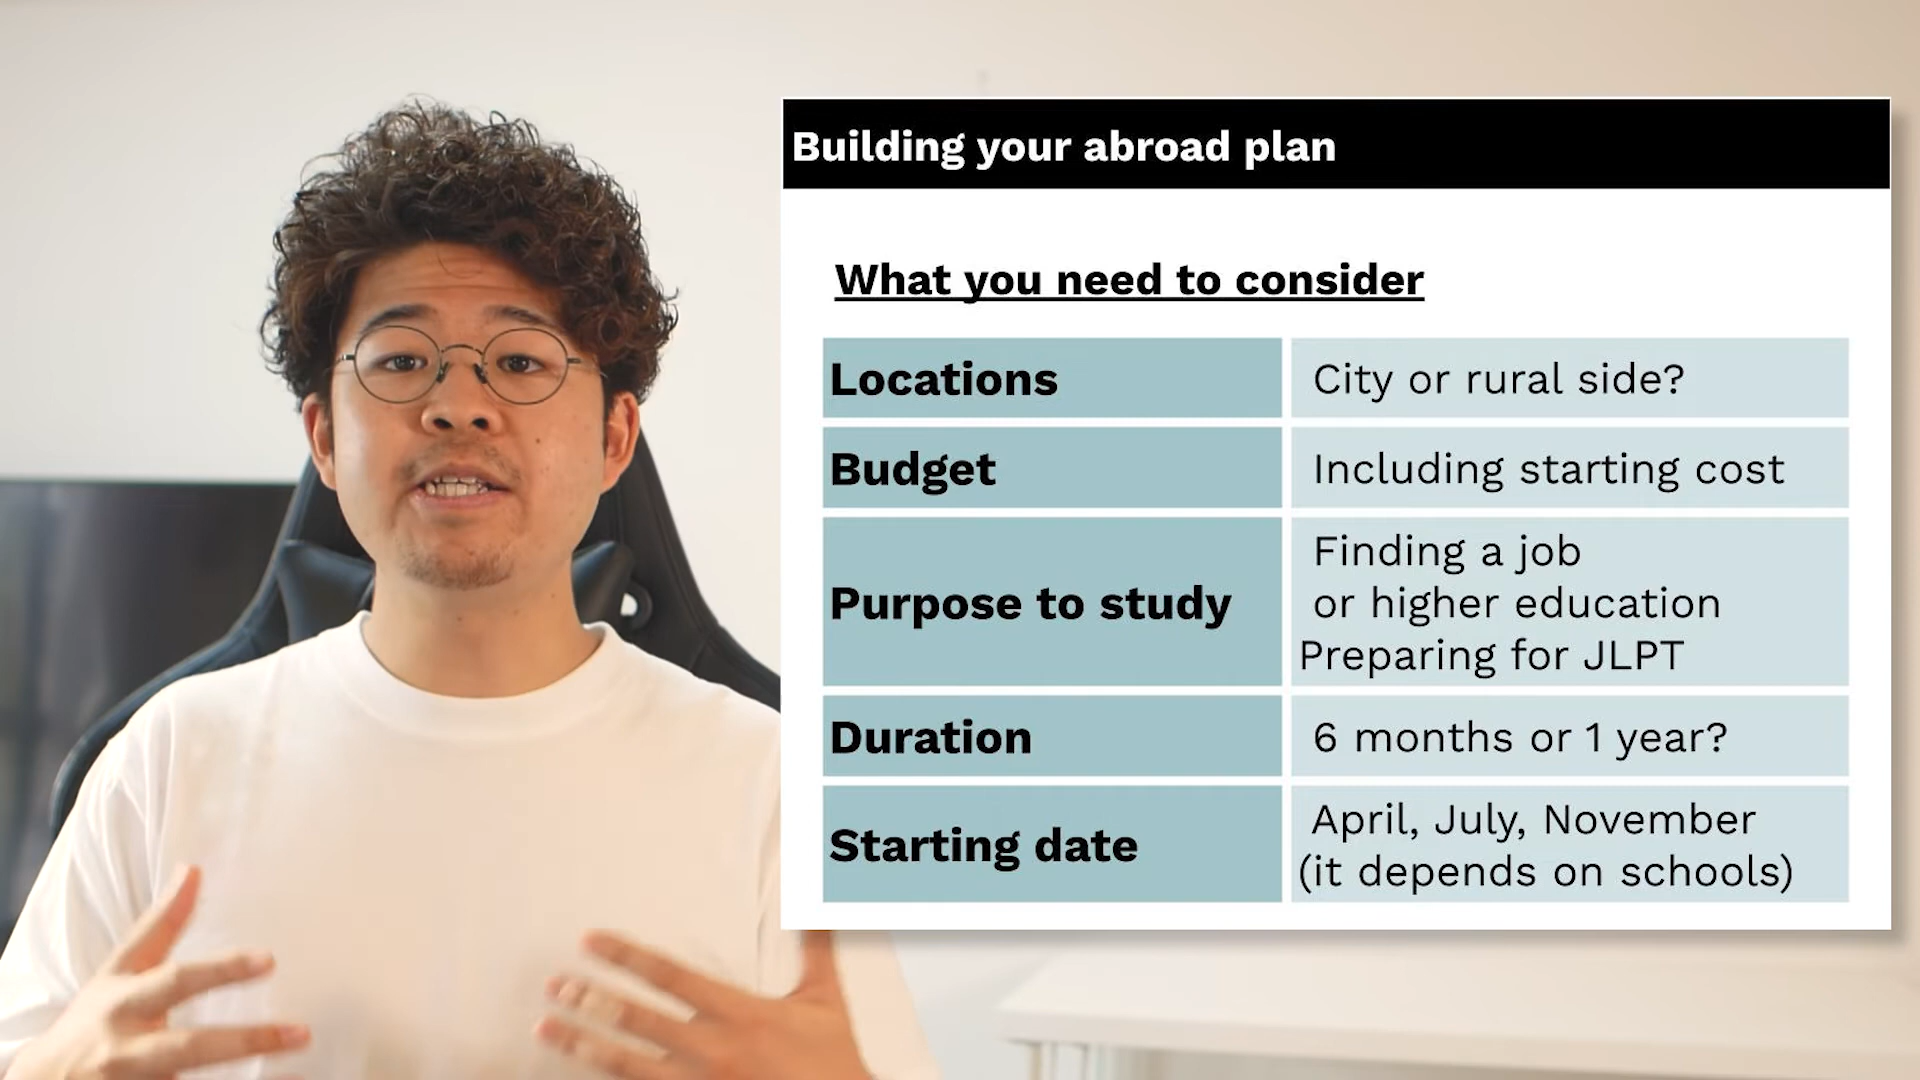 Building your abroad plan
What you need to consider
Locations
City or rural side?
Budget
Including starting cost
Purpose to study
Finding a job
or higher education
Preparing for JLPT
Duration
6 months or 1 year?
Starting date
April, July, November
(it depends on schools)